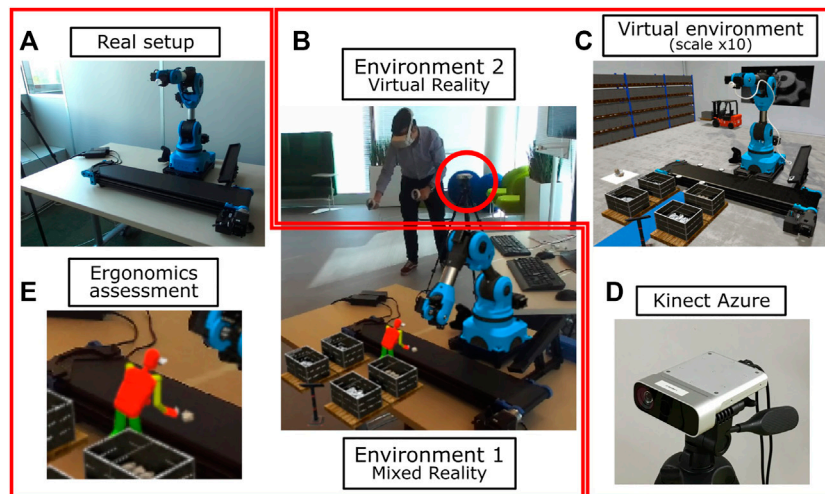 A
Real setup
B
Environment 2
Virtual Reality
C
Virtual environment
(scale x10)
E
Ergonomics
assessment
D
Kinect Azure
Environment 1
Mixed Reality